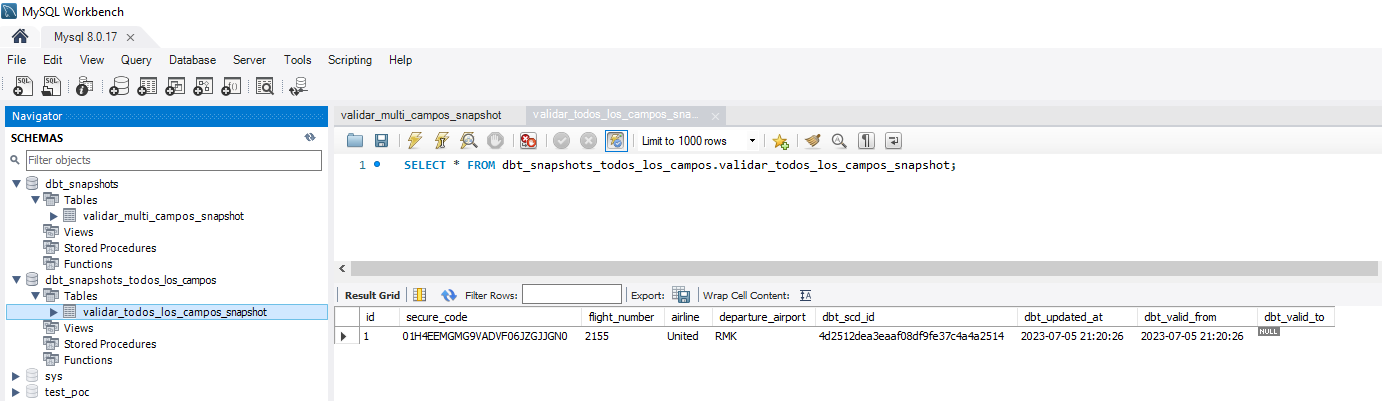 MySQL Workbench
Mysql 8.0.17
File Edit View Query Database Server Tools Scripting Help
Navigator
SCHEMAS
Filter objects
dbt_snapshots
Tables
validar_multi_campos_snapshot
Views
Stored Procedures
Functions
dbt_snapshots_todos_los_campos
Tables
validar_todos_los_campos_snapshot
Views
Stored Procedures
Functions
sys
test_poc
validar_multi_campos_snapshot validar_todos_los_campos_sna...
Limit to 1000 rows
1 SELECT * FROM dbt_snapshots_todos_los_campos.validar_todos_los_campos_snapshot;
Result Grid Filter Rows: Export: Wrap Cell Content:
id secure_code flight_number airline departure_airport dbt_scd_id dbt_updated_at dbt_valid_from dbt_valid_to
1 01H4EEMGMG9VADVF06JZGJJGN0 2155 United RMK 4d2512dea3eaaf08df9fe37c4a4a2514 2023-07-05 21:20:26 2023-07-05 21:20:26 NULL